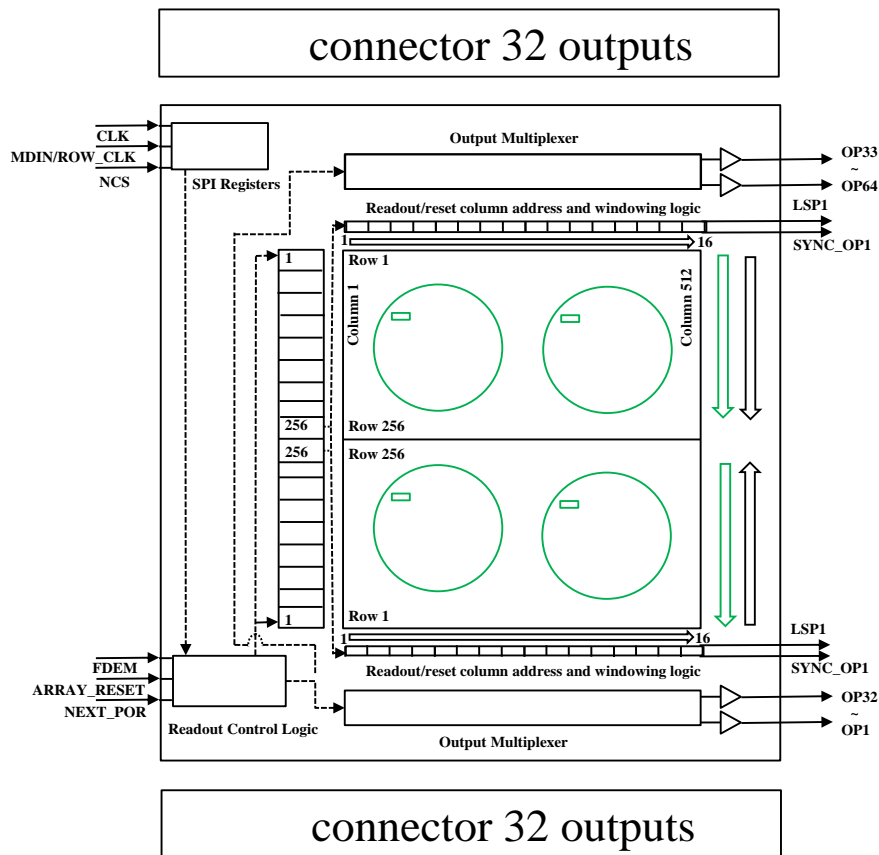 connector 32 outputs
CLK
MDIN/ROW_CLK
NCS
SPI Registers
Output Multiplexer
OP33
~
OP64
Readout/reset column address and windowing logic
LSP1
SYNC_OP1
1
16
1
256
256
1
Row 1
Column 1
Column 512
Row 256
Row 256
Row 1
1
16
Readout/reset column address and windowing logic
LSP1
SYNC_OP1
FDEM
ARRAY_RESET
NEXT_POR
Readout Control Logic
Output Multiplexer
OP32
~
OP1
connector 32 outputs